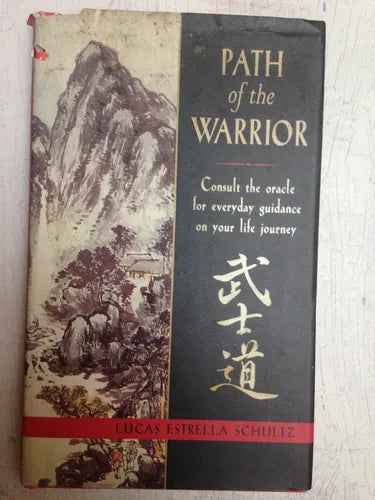 PATH
of the
WARRIOR
Consult the oracle
for everyday guidance
on your life journey
武
士
道
LUCAS ESTRELLA SCHULTZ